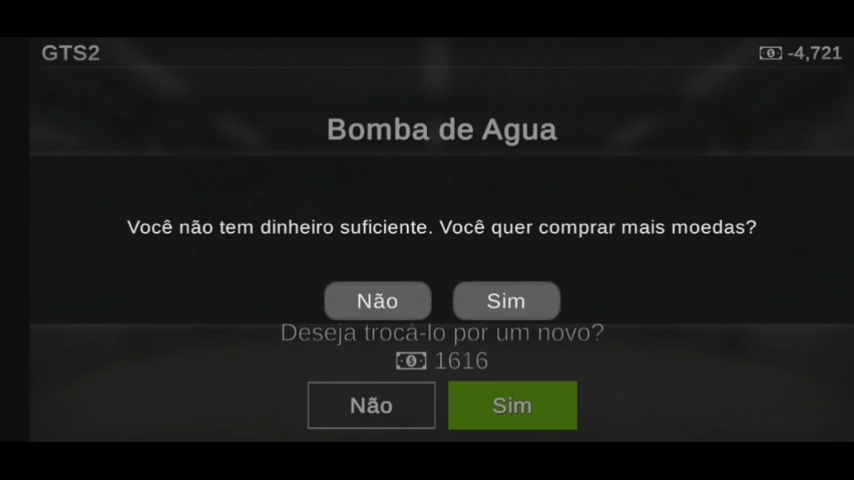 GTS2
-4,721
Bomba de Agua
Você não tem dinheiro suficiente. Você quer comprar mais moedas?
Não Sim
Deseja trocá-lo por um novo?
1616
Não Sim